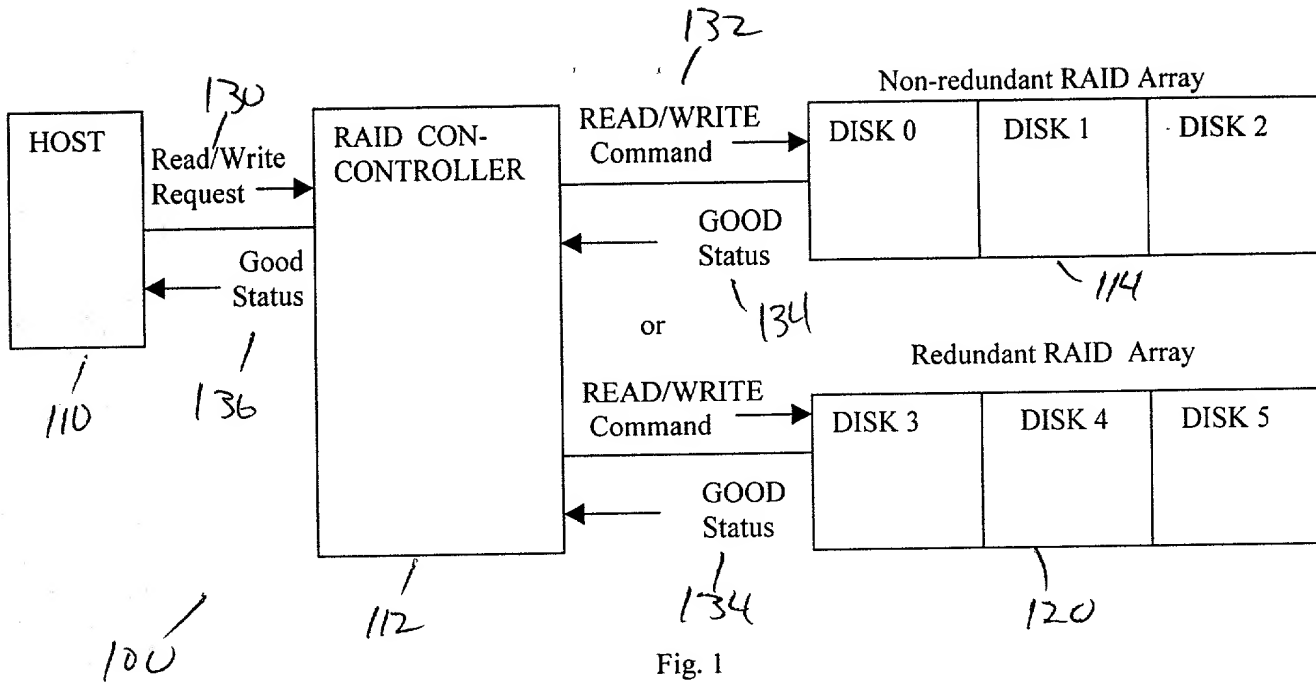 132
Non-redundant RAID Array
130
HOST
Read/Write
Request
RAID CON-
CONTROLLER
READ/WRITE
Command
DISK 0
DISK 1
DISK 2
Good
Status
GOOD
Status
114
134
or
110
136
Redundant RAID Array
READ/WRITE
Command
DISK 3
DISK 4
DISK 5
GOOD
Status
112
134
120
100
Fig. 1